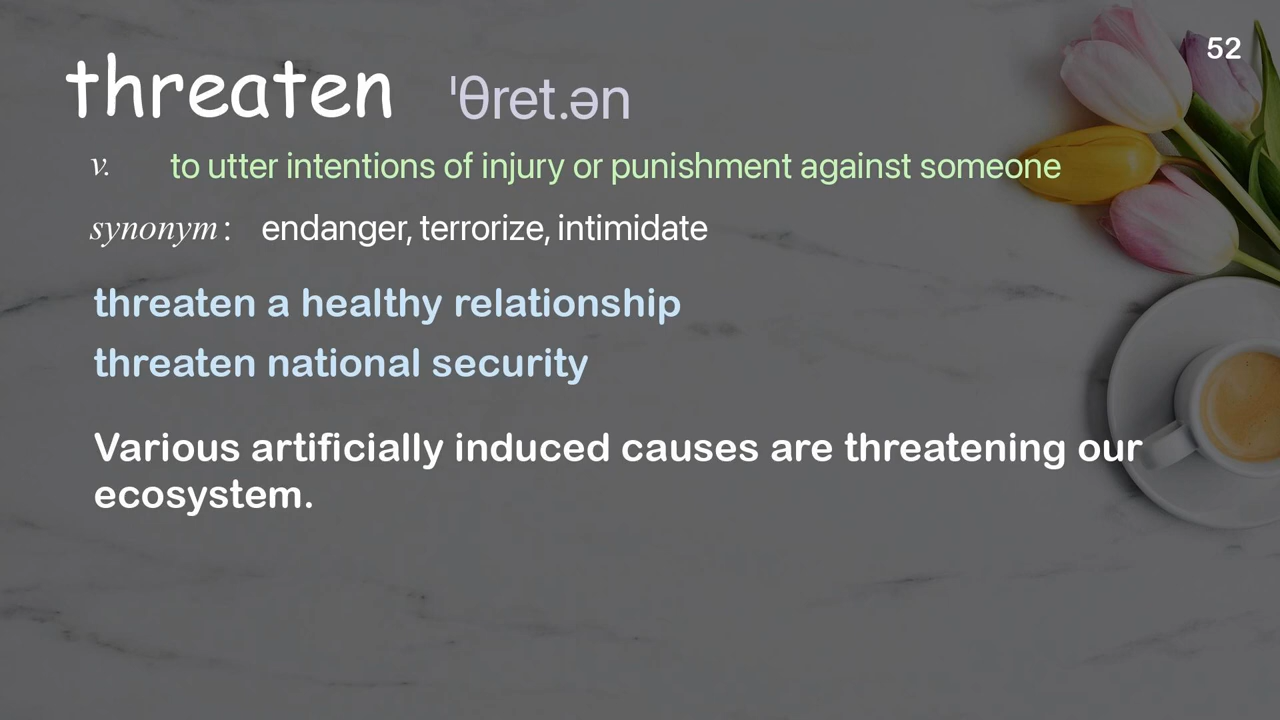 52
threaten ˈθret.ən
v. to utter intentions of injury or punishment against someone
synonym : endanger, terrorize, intimidate
threaten a healthy relationship
threaten national security
Various artificially induced causes are threatening our
ecosystem.